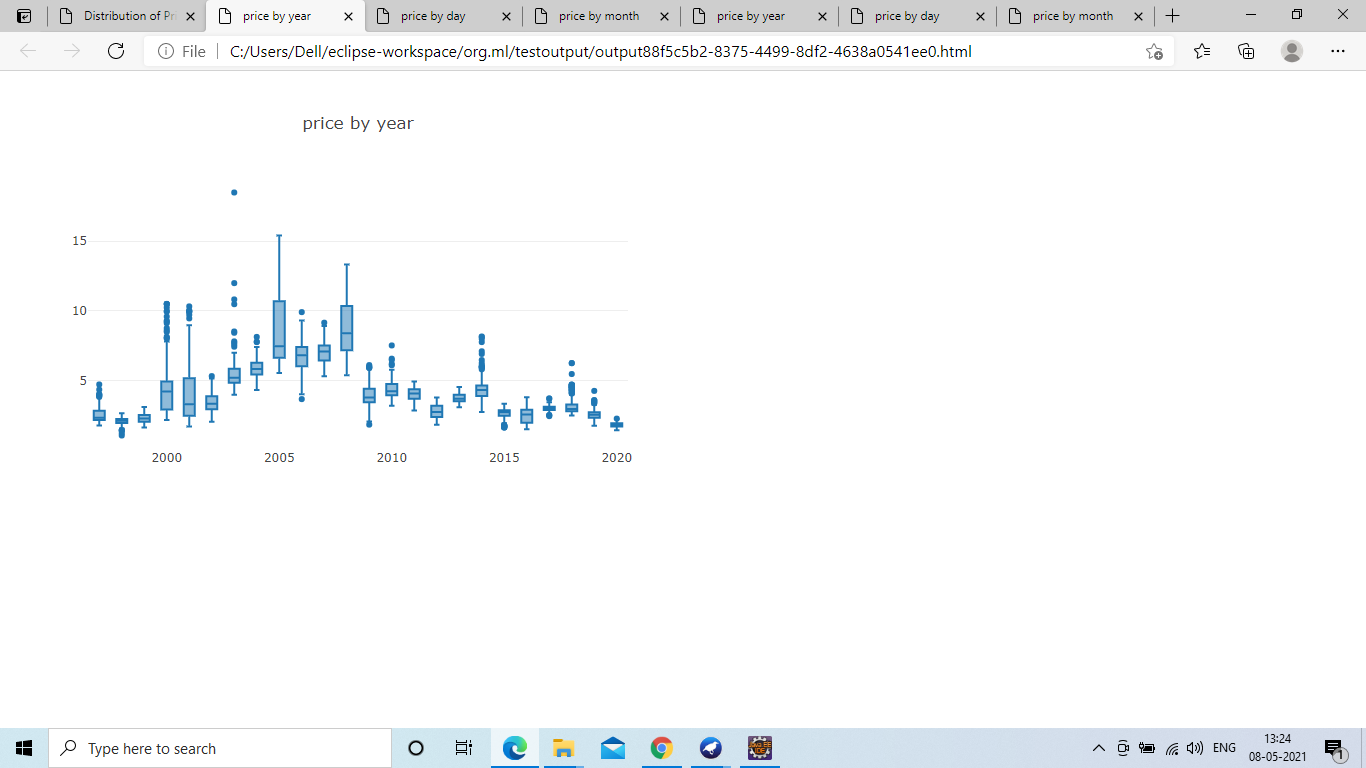 Distribution of Pri
price by year
price by day
price by month
price by year
price by day
price by month
File
C:/Users/Dell/eclipse-workspace/org.ml/testoutput/output88f5c5b2-8375-4499-8df2-4638a0541ee0.html
price by year
15
10
5
2000 2005 2010 2015 2020
Type here to search
ENG
13:24
08-05-2021
1